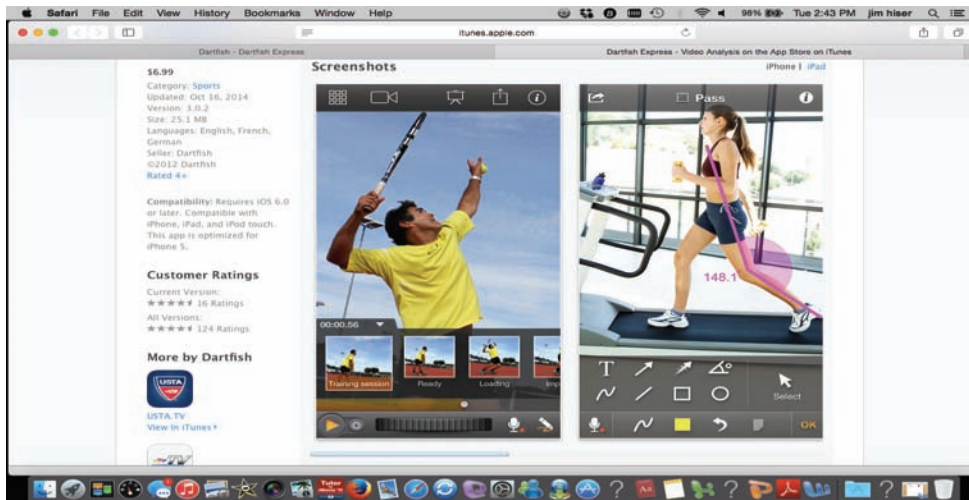 Safari File Edit View History Bookmarks Window Help 98% Tue 2:43 PM jim hiser
itunes.apple.com
Dartfish - Dartfish Express
Dartfish Express - Video Analysis on the App Store on iTunes
$6.99
Category: Sports
Updated: Oct 16, 2014
Version: 3.0.2
Size: 25.1 MB
Languages: English, French,
German
Seller: Dartfish
©2012 Dartfish
Rated 4+
Compatibility: Requires iOS 6.0
or later. Compatible with
iPhone, iPad, and iPod touch.
This app is optimized for
iPhone 5.
Customer Ratings
Current Version:
16 Ratings
All Versions:
124 Ratings
More by Dartfish
USTA
USTA.TV
View in iTunes
TV
Screenshots
iPhone | iPad
00:00.56
Training session
Ready
Loading
Imp
Pass
148.1
T
Select
OK